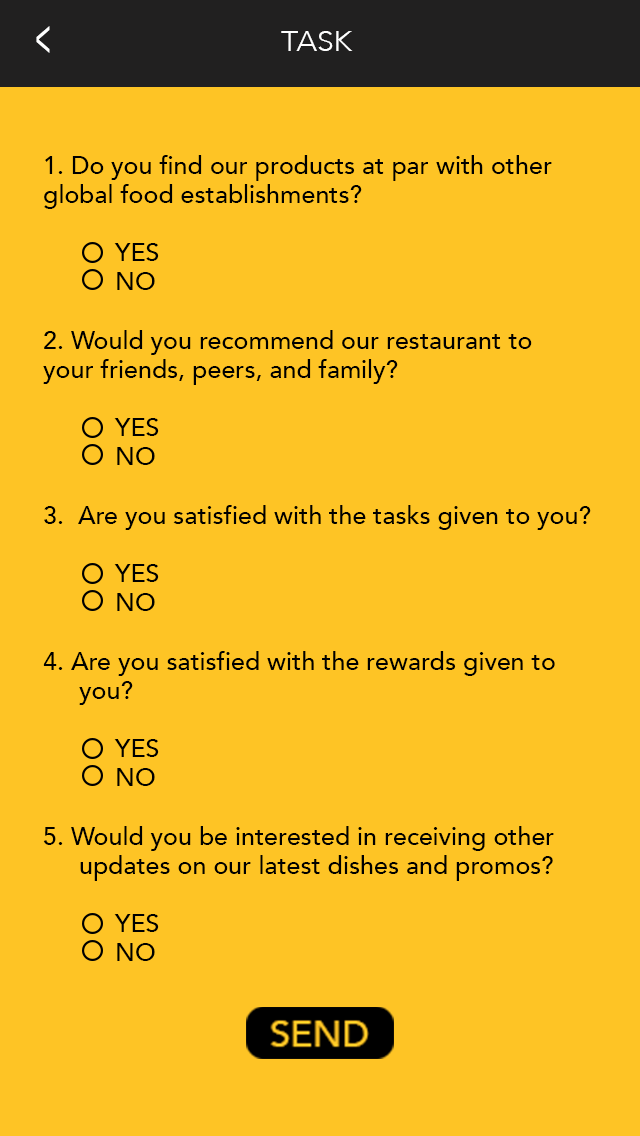 TASK
1. Do you find our products at par with other
global food establishments?
YES
NO
2. Would you recommend our restaurant to
your friends, peers, and family?
YES
NO
3.  Are you satisfied with the tasks given to you?
YES
NO
4. Are you satisfied with the rewards given to
you?
YES
NO
5. Would you be interested in receiving other
updates on our latest dishes and promos?
YES
NO
SEND